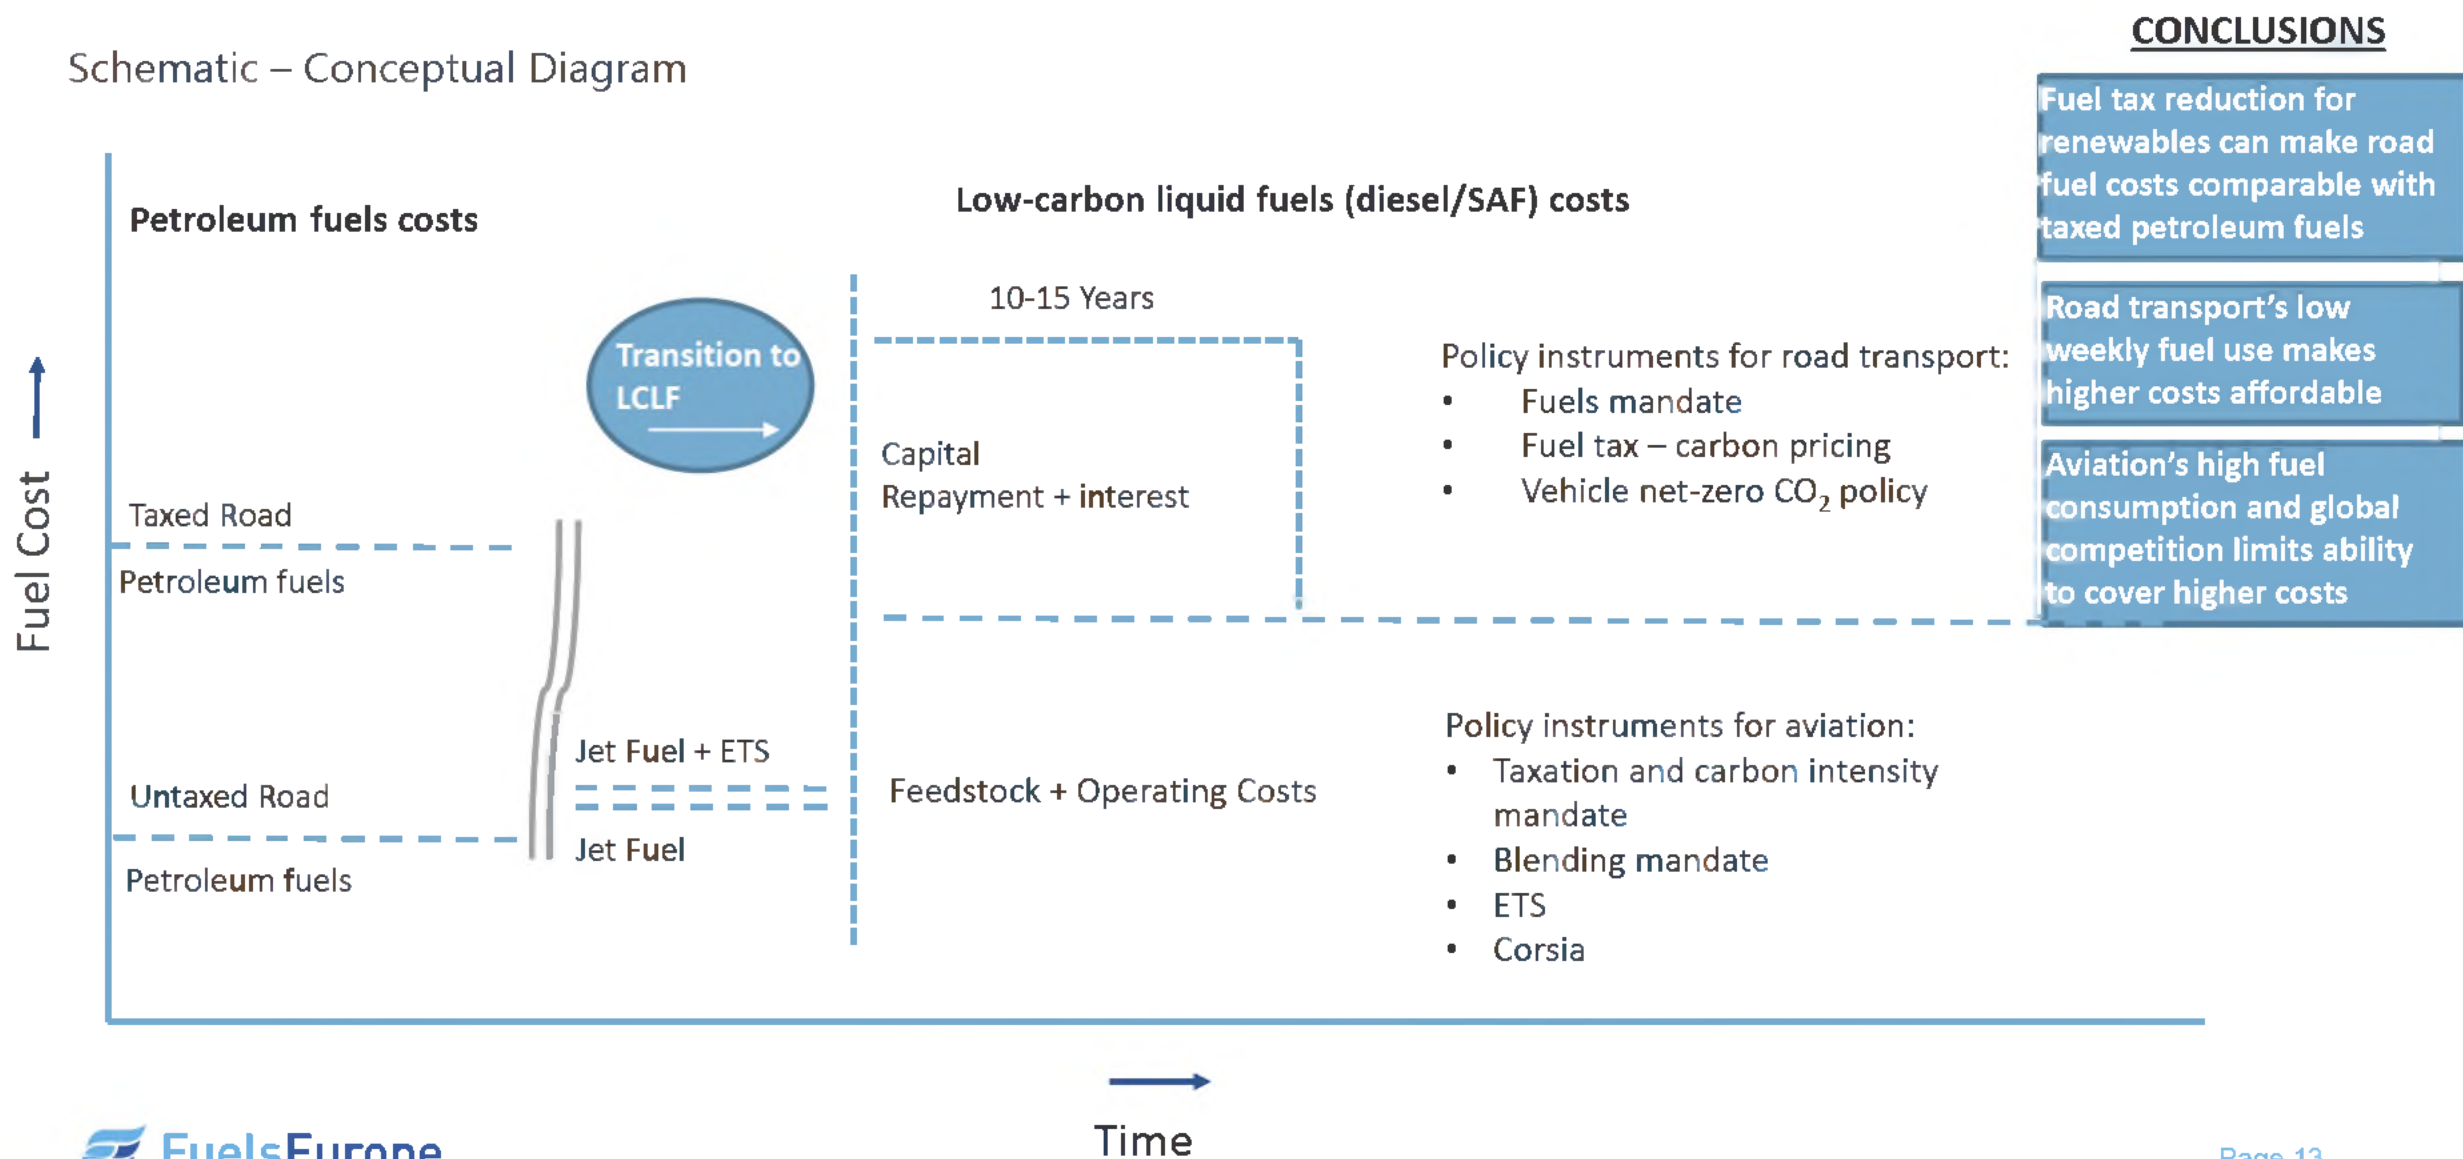 CONCLUSIONS
Schematic – Conceptual Diagram
Fuel tax reduction for
renewables can make road
fuel costs comparable with
taxed petroleum fuels
Road transport's low
weekly fuel use makes
higher costs affordable
Aviation's high fuel
consumption and global
competition limits ability
to cover higher costs
Petroleum fuels costs
Low-carbon liquid fuels (diesel/SAF) costs
Fuel Cost
Transition to
LCLF
10-15 Years
Capital
Repayment + interest
Policy instruments for road transport:
• Fuels mandate
• Fuel tax – carbon pricing
• Vehicle net-zero CO₂ policy
Taxed Road
Petroleum fuels
Untaxed Road
Petroleum fuels
Jet Fuel + ETS
Jet Fuel
Feedstock + Operating Costs
Policy instruments for aviation:
• Taxation and carbon intensity
mandate
• Blending mandate
• ETS
• Corsia
Time
FuelsEurope
Page 13